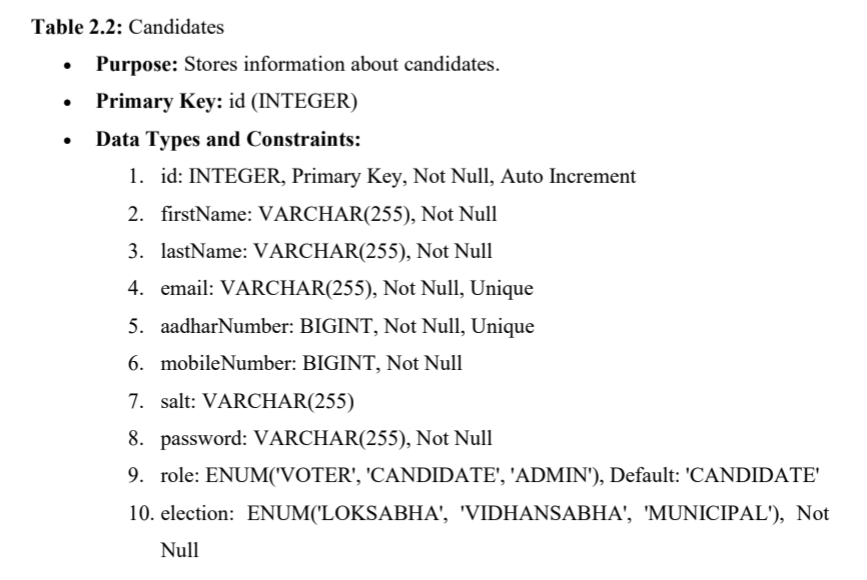 Table 2.2: Candidates
• Purpose: Stores information about candidates.
• Primary Key: id (INTEGER)
• Data Types and Constraints:
1. id: INTEGER, Primary Key, Not Null, Auto Increment
2. firstName: VARCHAR(255), Not Null
3. lastName: VARCHAR(255), Not Null
4. email: VARCHAR(255), Not Null, Unique
5. aadharNumber: BIGINT, Not Null, Unique
6. mobileNumber: BIGINT, Not Null
7. salt: VARCHAR(255)
8. password: VARCHAR(255), Not Null
9. role: ENUM('VOTER', 'CANDIDATE', 'ADMIN'), Default: 'CANDIDATE'
10. election: ENUM('LOKSABHA', 'VIDHANSABHA', 'MUNICIPAL'), Not
Null